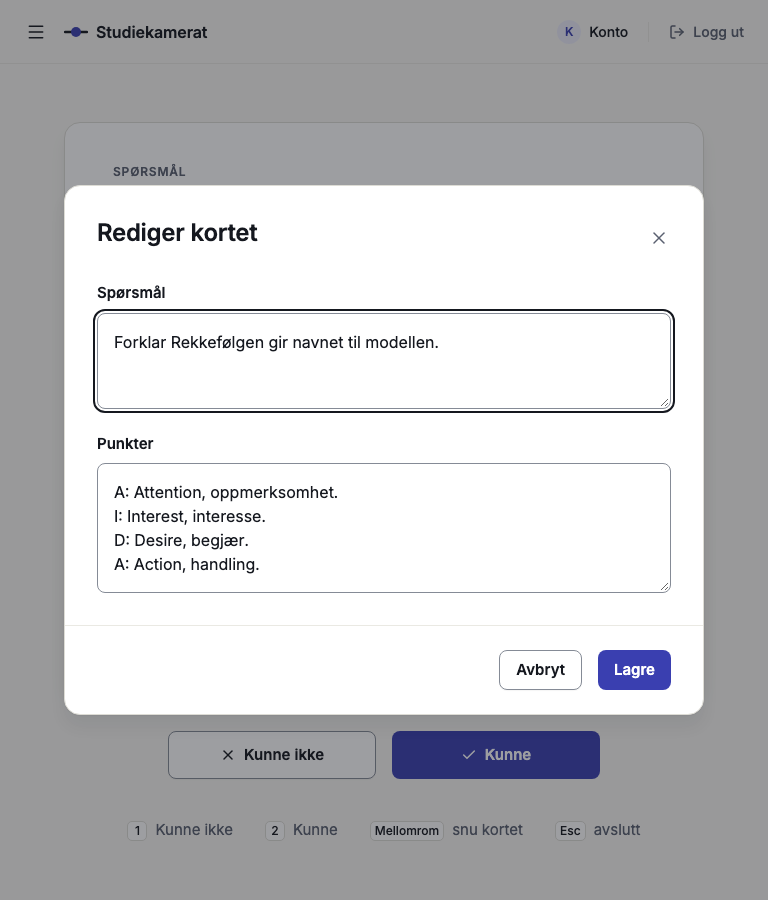 Studiekamerat
K Konto
Logg ut
SPØRSMÅL
Rediger kortet
Spørsmål
Forklar Rekkefølgen gir navnet til modellen.
Punkter
A: Attention, oppmerksomhet.
I: Interest, interesse.
D: Desire, begjær.
A: Action, handling.
Avbryt
Lagre
Kunne ikke
Kunne
1 Kunne ikke
2 Kunne
Mellomrom snu kortet
Esc avslutt